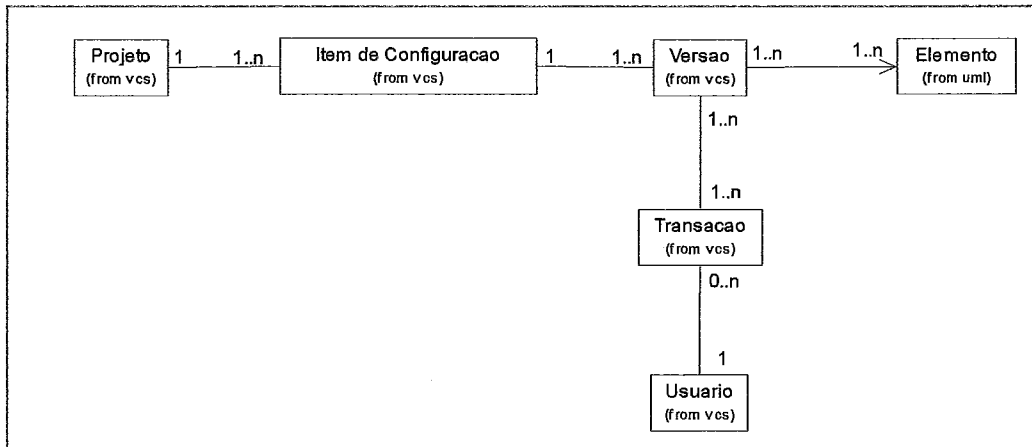 Projeto
(from vcs)
1
1..n
Item de Configuracao
(from vcs)
1
1..n
Versao
(from vcs)
1..n
1..n
Elemento
(from uml)
1..n
1..n
Transacao
(from vcs)
0..n
1
Usuario
(from vcs)